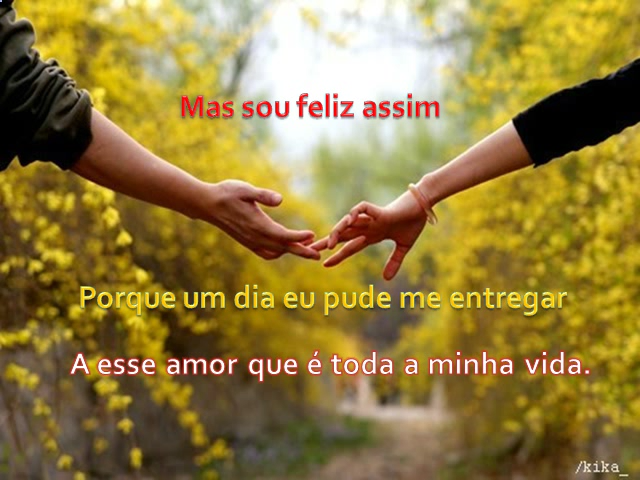 Mas sou feliz assim
Porque um dia eu pude me entregar
A esse amor que é toda a minha vida.
/kika_